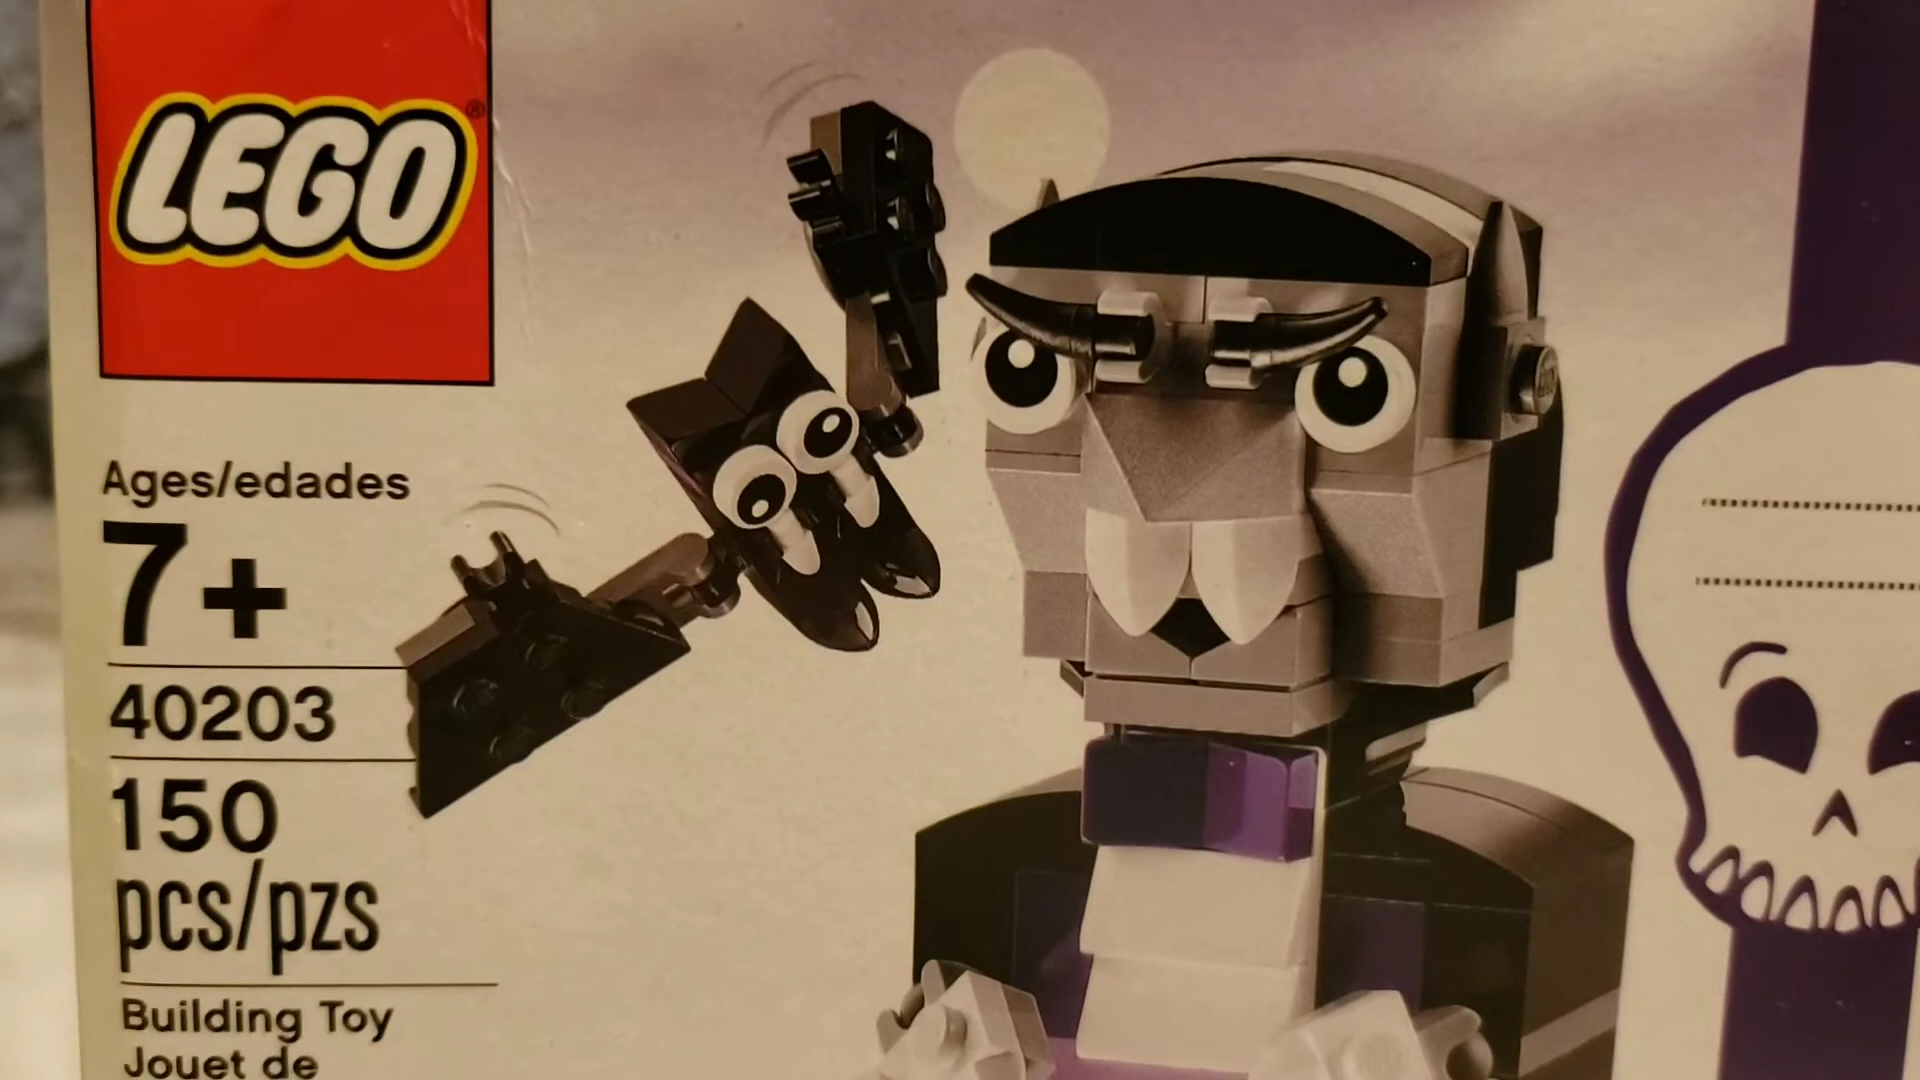 LEGO®
Ages/edades
7+
40203
150
pcs/pzs
Building Toy
Jouet de